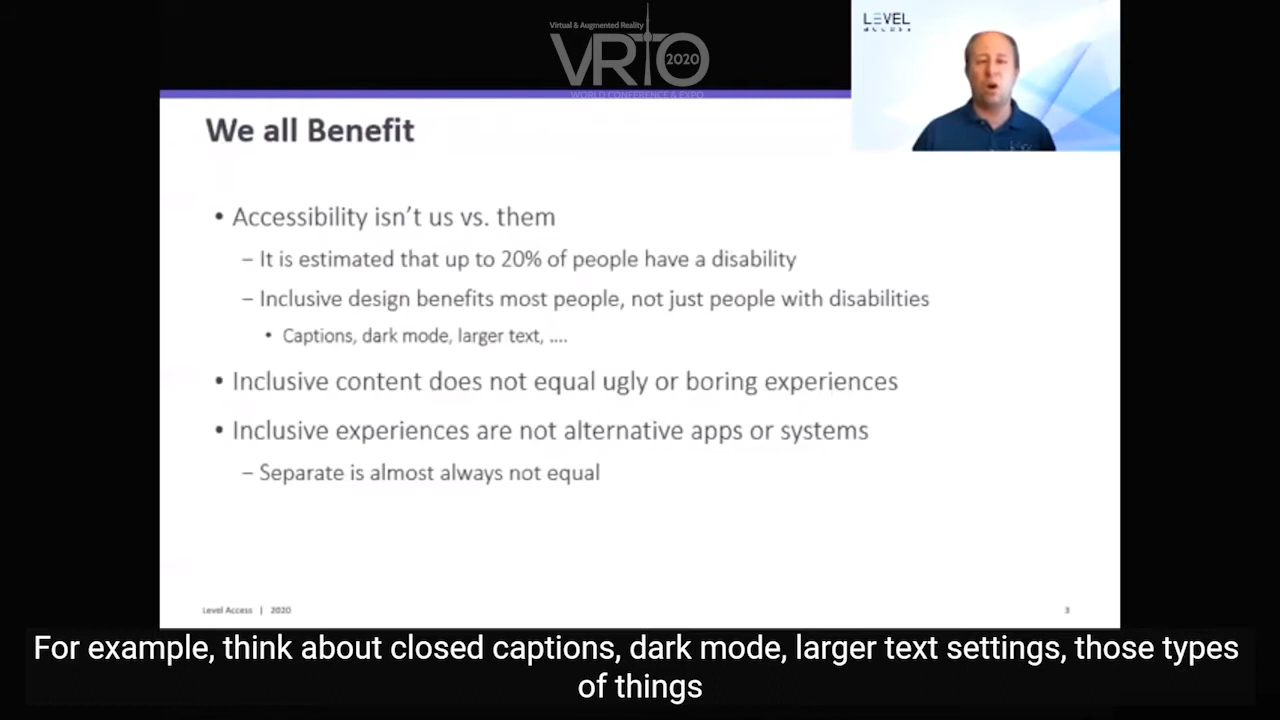 Virtual & Augmented Reality
VRTO
2020
WORLD CONFERENCE & EXPO
LEVEL
ACCESS
We all Benefit
• Accessibility isn't us vs. them
– It is estimated that up to 20% of people have a disability
– Inclusive design benefits most people, not just people with disabilities
• Captions, dark mode, larger text, ....
• Inclusive content does not equal ugly or boring experiences
• Inclusive experiences are not alternative apps or systems
– Separate is almost always not equal
Level Access | 2020
3
For example, think about closed captions, dark mode, larger text settings, those types
of things